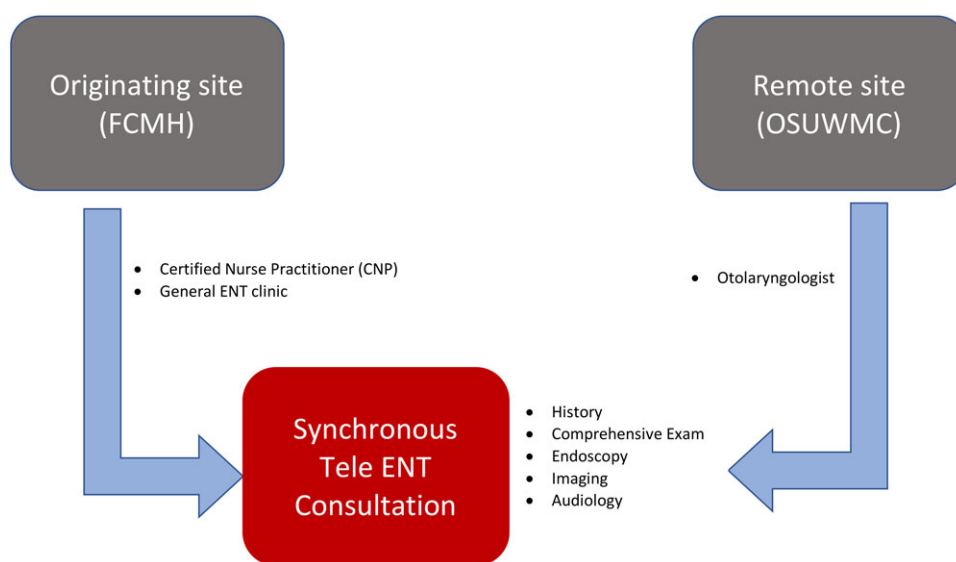 Originating site
(FCMH)
Remote site
(OSUWMC)
• Certified Nurse Practitioner (CNP)
• General ENT clinic
• Otolaryngologist
Synchronous
Tele ENT
Consultation
• History
• Comprehensive Exam
• Endoscopy
• Imaging
• Audiology